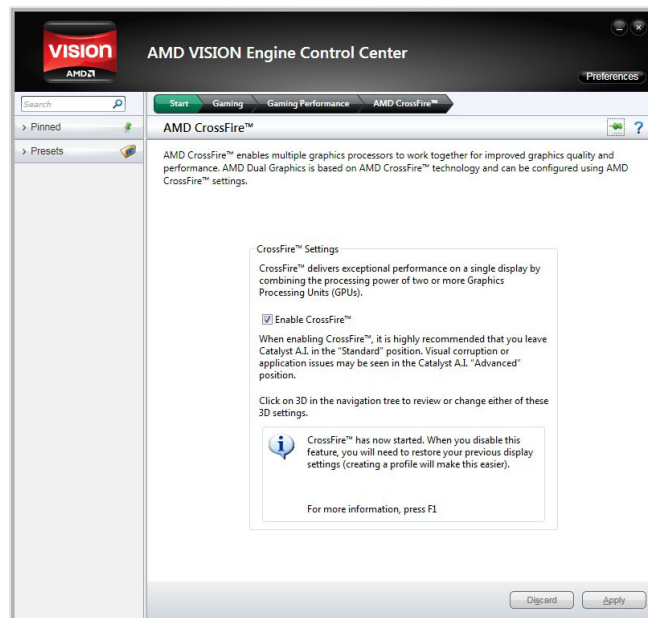 VISION
AMD
AMD VISION Engine Control Center
Preferences
Search
Start Gaming Gaming Performance AMD CrossFire™
> Pinned
AMD CrossFire™
?
> Presets
AMD CrossFire™ enables multiple graphics processors to work together for improved graphics quality and
performance. AMD Dual Graphics is based on AMD CrossFire™ technology and can be configured using AMD
CrossFire™ settings.
CrossFire™ Settings
CrossFire™ delivers exceptional performance on a single display by
combining the processing power of two or more Graphics
Processing Units (GPUs).
Enable CrossFire™
When enabling CrossFire™, it is highly recommended that you leave
Catalyst A.I. in the "Standard" position. Visual corruption or
application issues may be seen in the Catalyst A.I. "Advanced"
position.
Click on 3D in the navigation tree to review or change either of these
3D settings.
CrossFire™ has now started. When you disable this
feature, you will need to restore your previous display
settings (creating a profile will make this easier).
For more information, press F1
Discard Apply